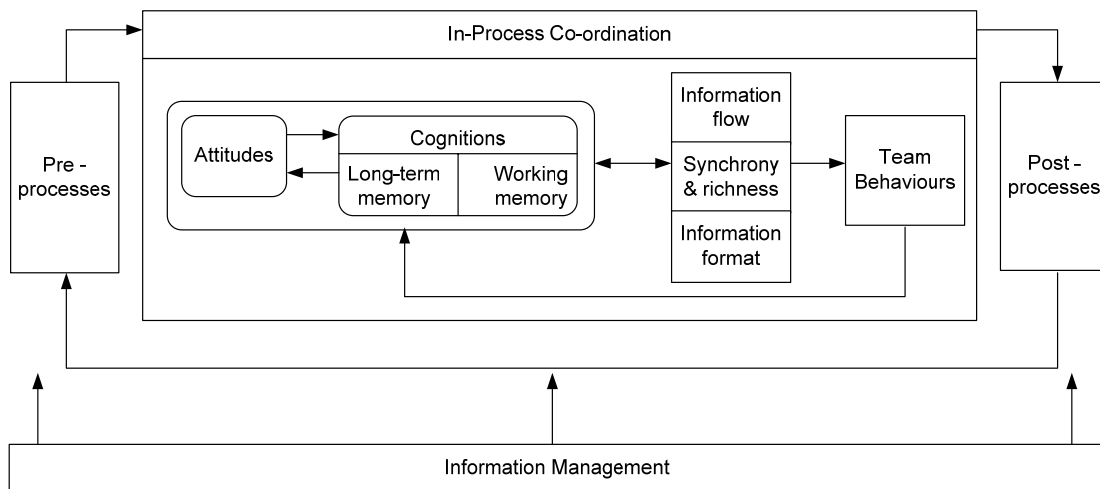 In-Process Co-ordination
Pre -
processes
Attitudes
Cognitions
Long-term
memory
Working
memory
Information
flow
Synchrony
& richness
Information
format
Team
Behaviours
Post -
processes
Information Management